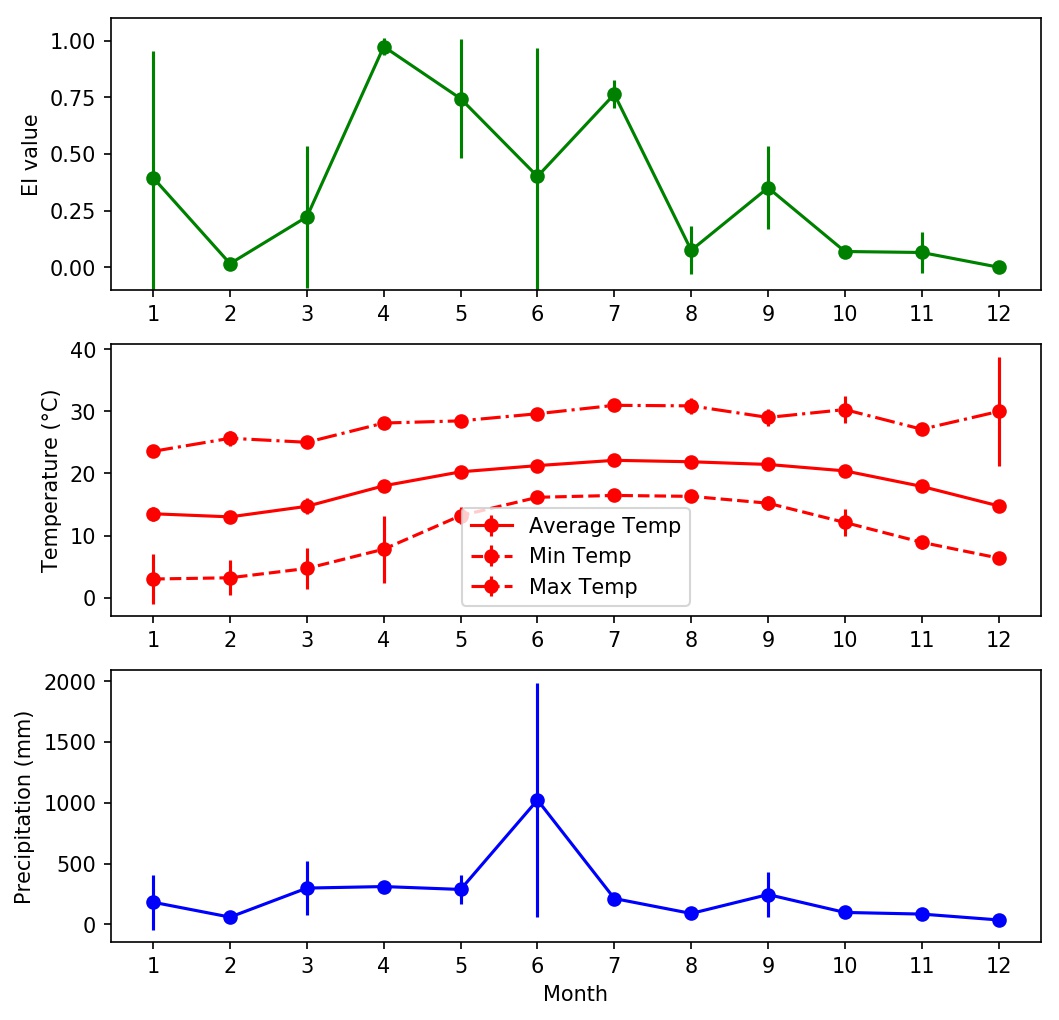 EI value
1.00
0.75
0.50
0.25
0.00
1 2 3 4 5 6 7 8 9 10 11 12
Temperature (°C)
40
30
20
10
0
Average Temp
Min Temp
Max Temp
1 2 3 4 5 6 7 8 9 10 11 12
Precipitation (mm)
2000
1500
1000
500
0
1 2 3 4 5 6 7 8 9 10 11 12
Month